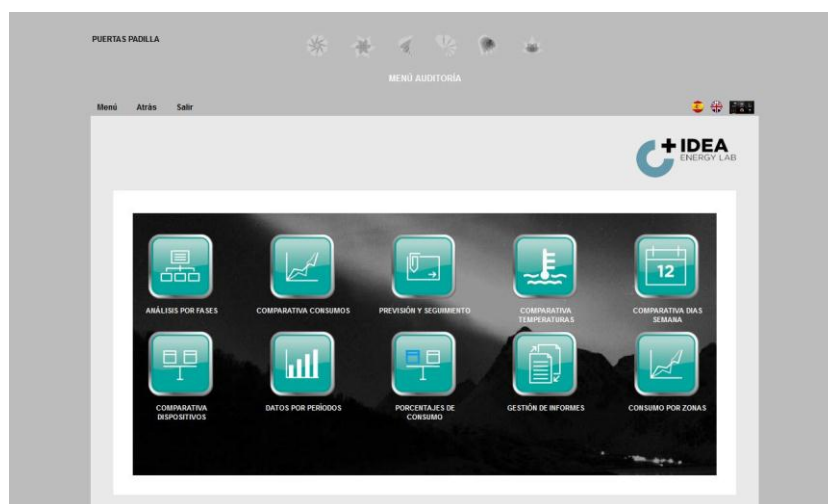 PUERTAS PADILLA
MENÚ AUDITORÍA
Menú Atrás Salir
+ IDEA
ENERGY LAB
12
ANÁLISIS POR FASES COMPARATIVA CONSUMOS PREVISIÓN Y SEGUIMIENTO COMPARATIVA TEMPERATURAS COMPARATIVA DIAS SEMANA
COMPARATIVA DISPOSITIVOS DATOS POR PERÍODOS PORCENTAJES DE CONSUMO GESTIÓN DE INFORMES CONSUMO POR ZONAS